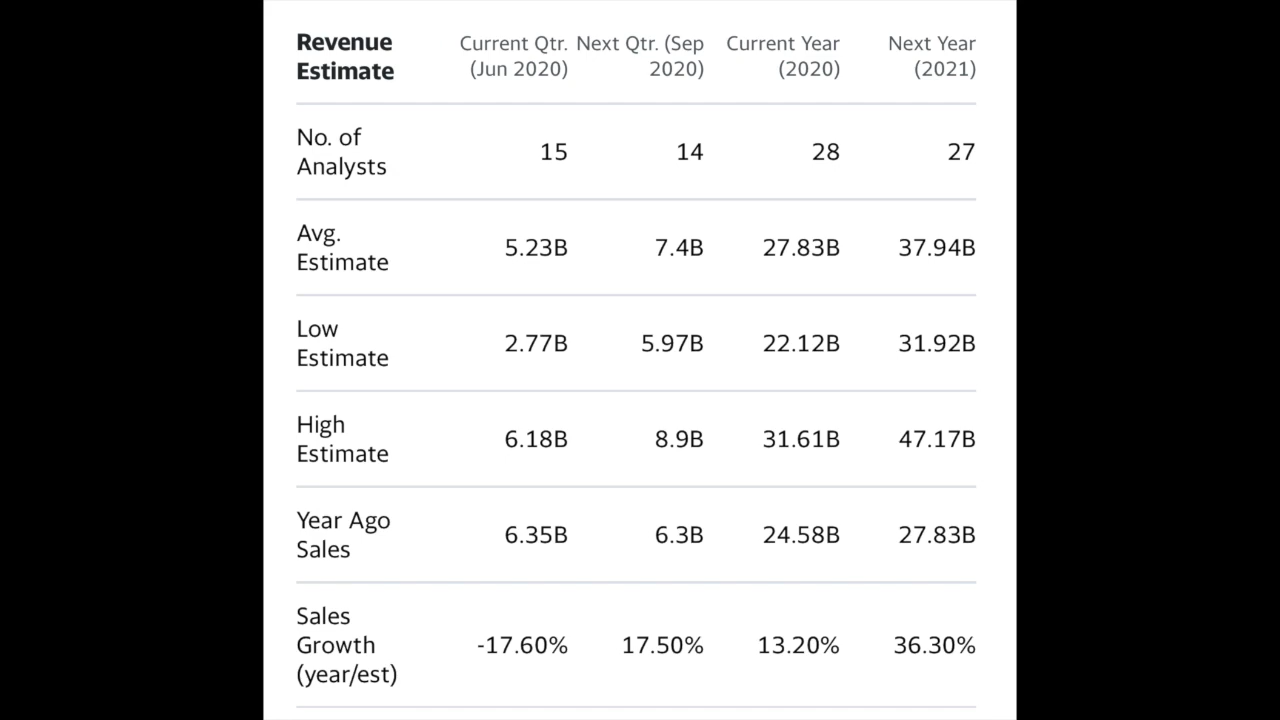 Revenue Estimate Current Qtr. (Jun 2020) Next Qtr. (Sep 2020) Current Year (2020) Next Year (2021)
No. of Analysts 15 14 28 27
Avg. Estimate 5.23B 7.4B 27.83B 37.94B
Low Estimate 2.77B 5.97B 22.12B 31.92B
High Estimate 6.18B 8.9B 31.61B 47.17B
Year Ago Sales 6.35B 6.3B 24.58B 27.83B
Sales Growth (year/est) -17.60% 17.50% 13.20% 36.30%